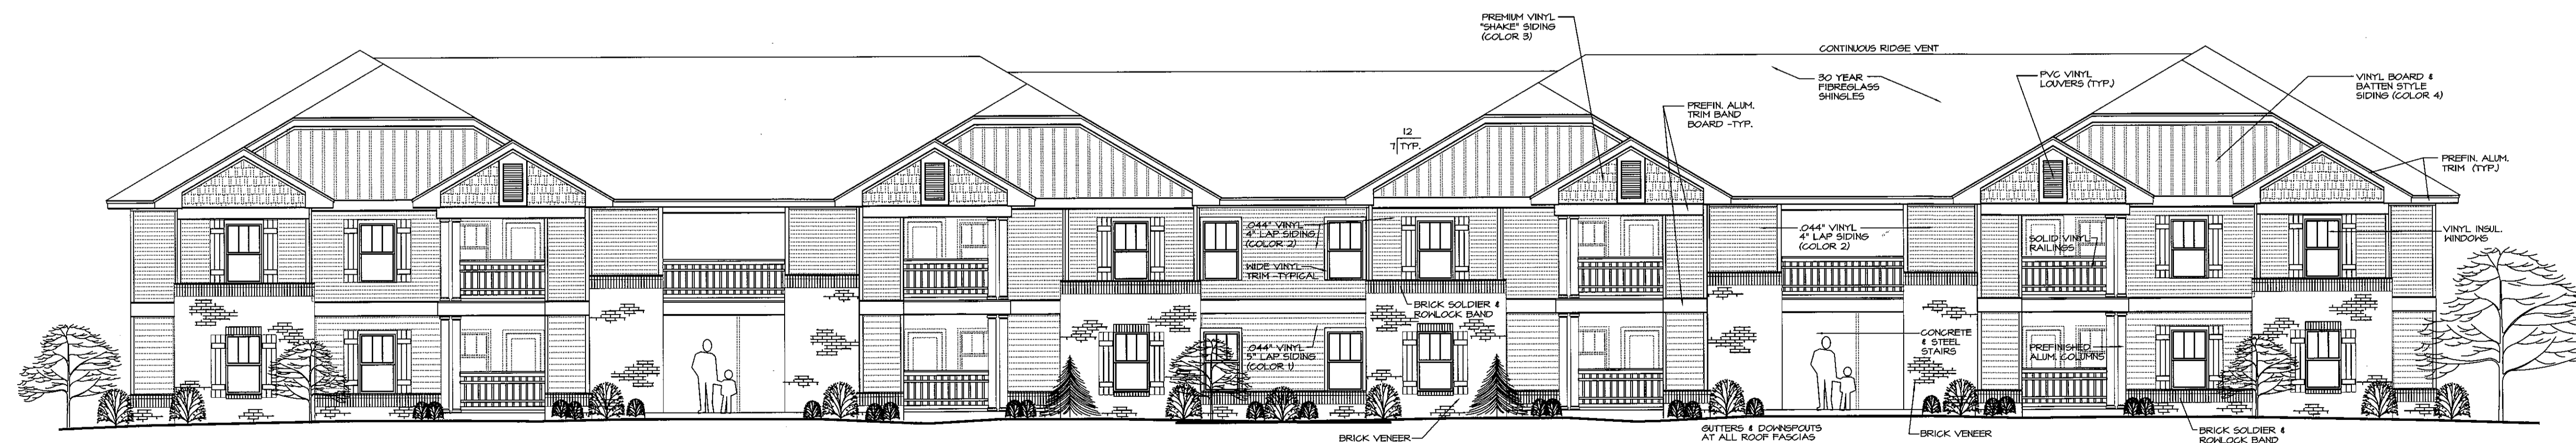 PREMIUM VINYL
"SHAKE" SIDING
(COLOR 3)
CONTINUOUS RIDGE VENT
30 YEAR
FIBREGLASS
SHINGLES
PVC VINYL
LOUVERS (TYP.)
VINYL BOARD &
BATTEN STYLE
SIDING (COLOR 4)
PREFIN. ALUM.
TRIM BAND
BOARD -TYP.
12
7 TYP.
PREFIN. ALUM.
TRIM (TYP.)
.044" VINYL
4" LAP SIDING
(COLOR 2)
.044" VINYL
4" LAP SIDING
(COLOR 2)
SOLID VINYL
RAILINGS
VINYL INSUL.
WINDOWS
WIDE VINYL
TRIM -TYPICAL
BRICK SOLDIER &
ROWLOCK BAND
.044" VINYL
5" LAP SIDING
(COLOR 1)
CONCRETE
& STEEL
STAIRS
PREFINISHED
ALUM. COLUMNS
BRICK VENEER
GUTTERS & DOWNSPOUTS
AT ALL ROOF FASCIAS
BRICK VENEER
BRICK SOLDIER &
ROWLOCK BAND